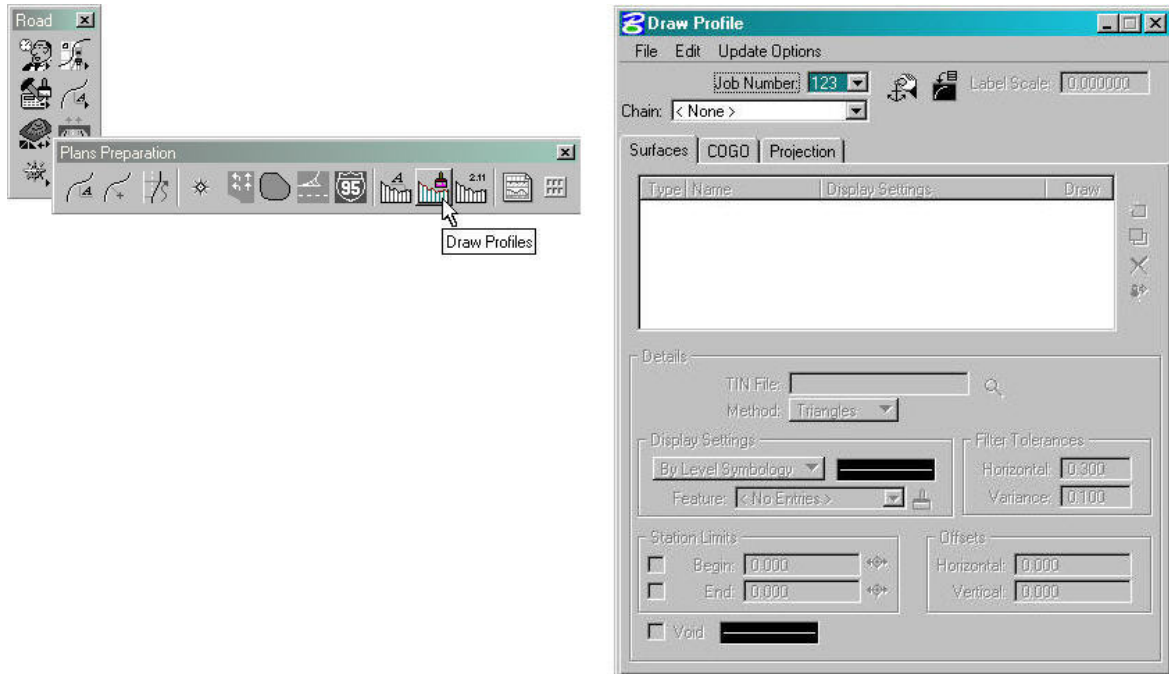 Road
Plans Preparation
A
A
95
A
2.11
Draw Profiles
Draw Profile
File Edit Update Options
Job Number: 123 Label Scale: 0.000000
Chain: < None >
Surfaces COGO Projection
Type Name Display Settings Draw
Details
TIN File:
Method: Triangles
Display Settings Filter Tolerances
By Level Symbology Horizontal: 0.300
Feature: < No Entries > Variance: 0.100
Station Limits Offsets
Begin: 0.000 Horizontal: 0.000
End: 0.000 Vertical: 0.000
Void